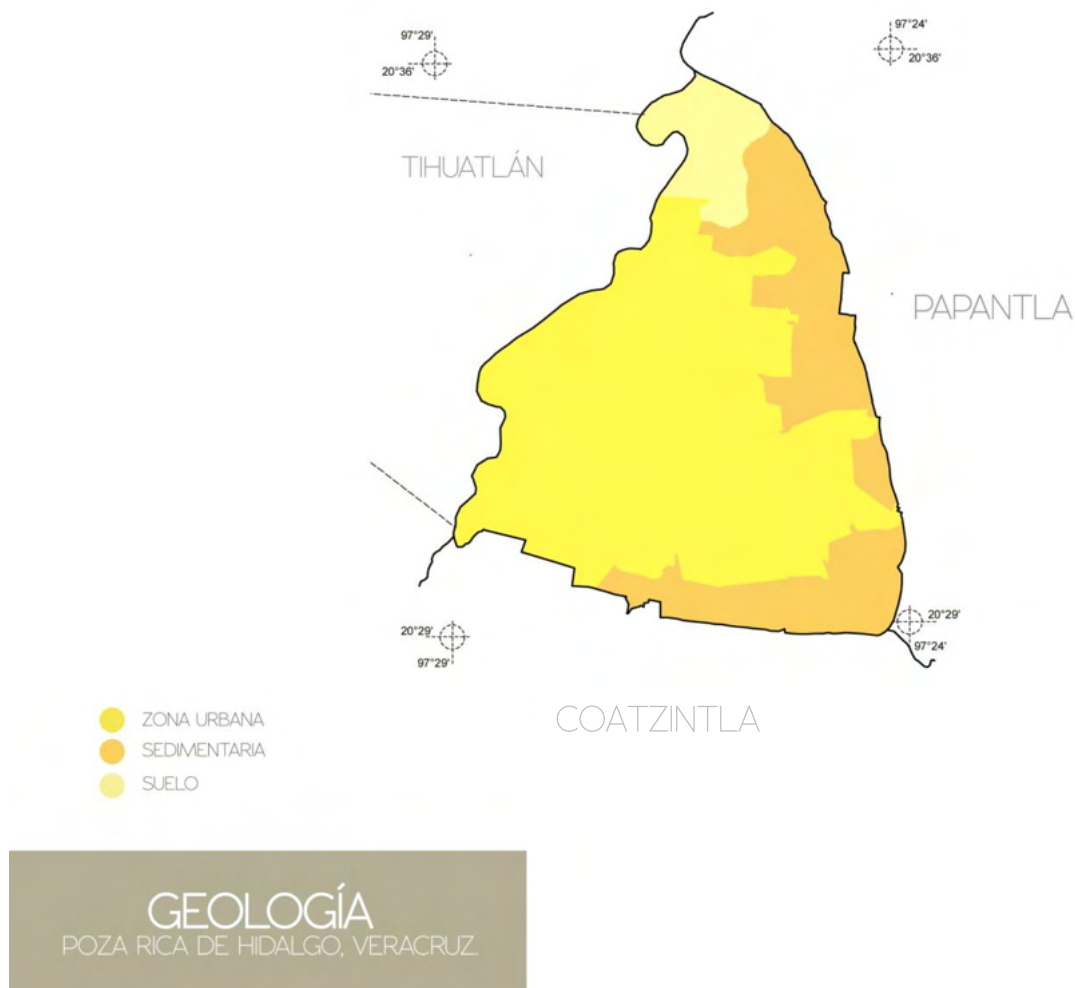 97°29'
20°36'
97°24'
20°36'
TIHUATLÁN
PAPANTLA
20°29'
97°29'
20°29'
97°24'
COATZINTLA
ZONA URBANA
SEDIMENTARIA
SUELO
GEOLOGÍA
POZA RICA DE HIDALGO, VERACRUZ.